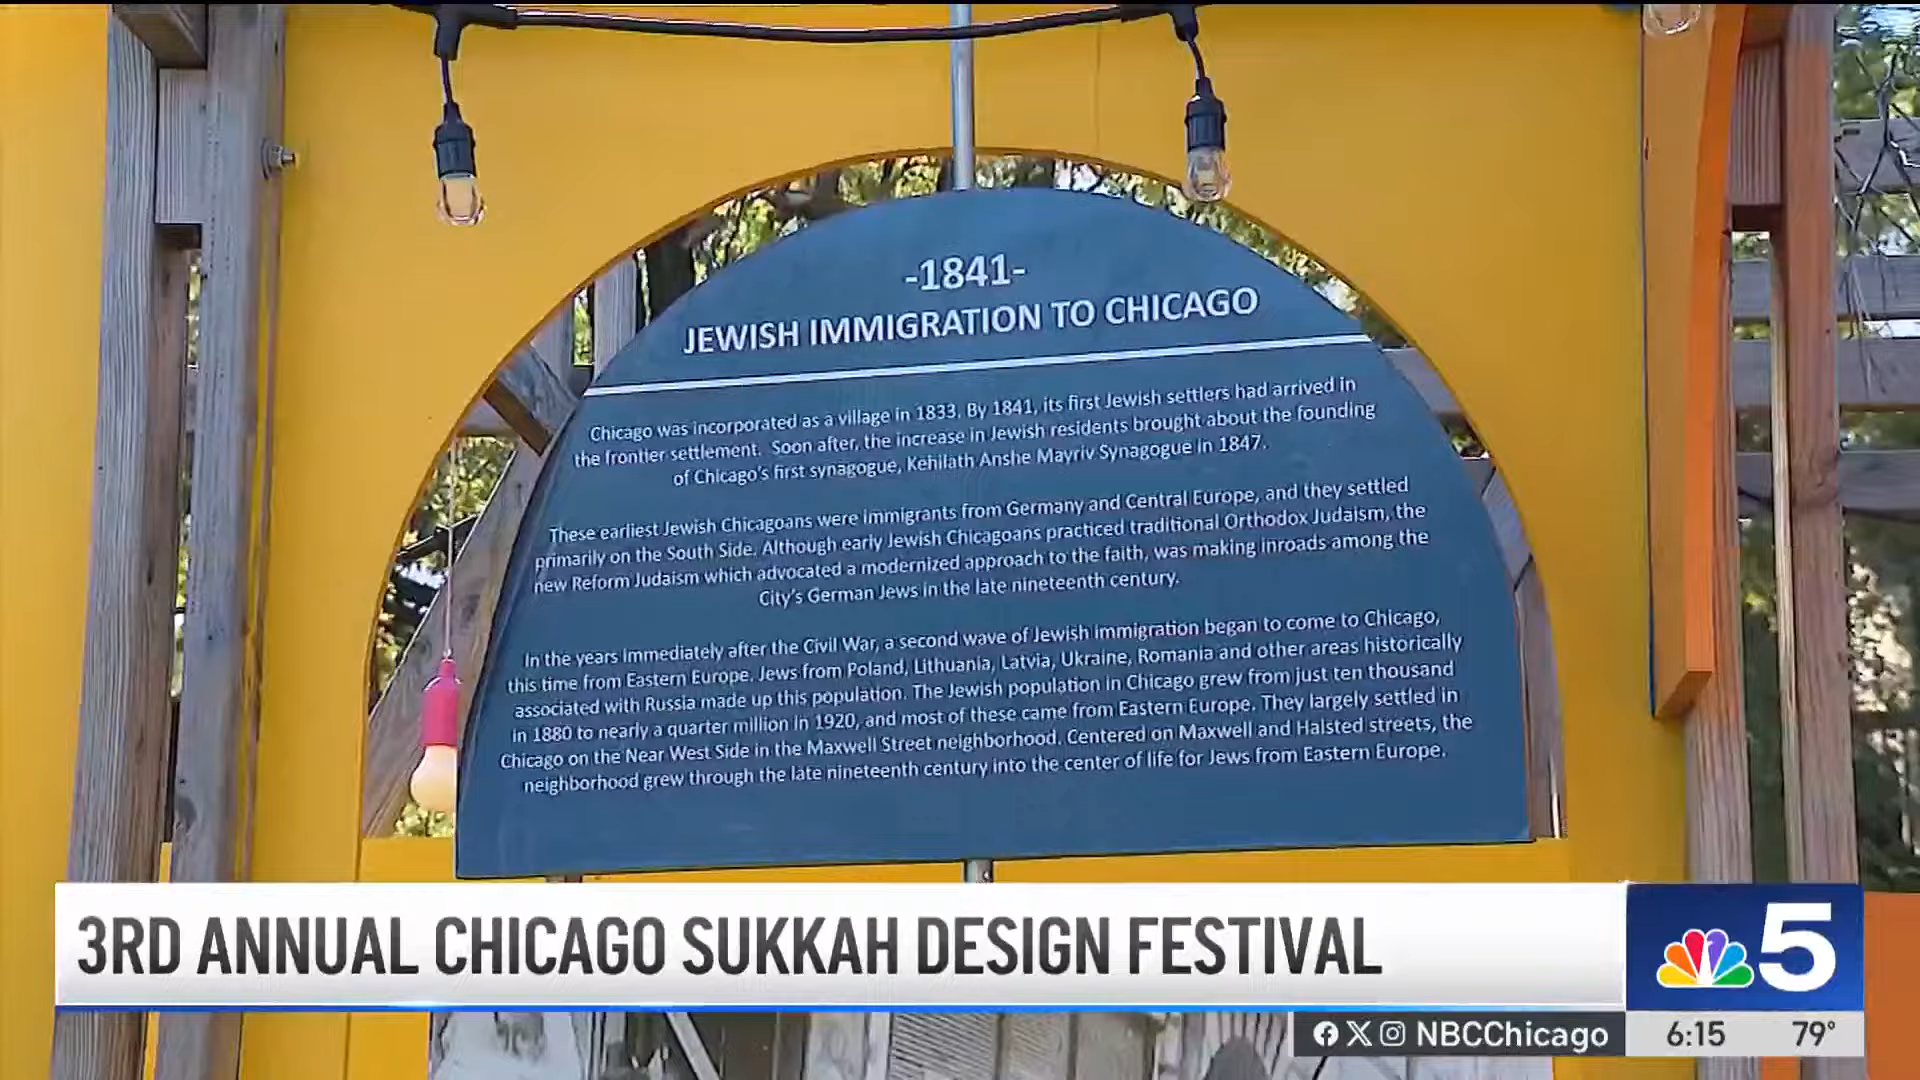 -1841-
JEWISH IMMIGRATION TO CHICAGO
Chicago was incorporated as a village in 1833. By 1841, its first Jewish settlers had arrived in
the frontier settlement. Soon after, the increase in Jewish residents brought about the founding
of Chicago's first synagogue, Kehilath Anshe Mayriv Synagogue in 1847.
These earliest Jewish Chicagoans were immigrants from Germany and Central Europe, and they settled
primarily on the South Side. Although early Jewish Chicagoans practiced traditional Orthodox Judaism, the
new Reform Judaism which advocated a modernized approach to the faith, was making inroads among the
City's German Jews in the late nineteenth century.
In the years immediately after the Civil War, a second wave of Jewish immigration began to come to Chicago,
this time from Eastern Europe. Jews from Poland, Lithuania, Latvia, Ukraine, Romania and other areas historically
associated with Russia made up this population. The Jewish population in Chicago grew from just ten thousand
in 1880 to nearly a quarter million in 1920, and most of these came from Eastern Europe. They largely settled in
Chicago on the Near West Side in the Maxwell Street neighborhood. Centered on Maxwell and Halsted streets, the
neighborhood grew through the late nineteenth century into the center of life for Jews from Eastern Europe.
3RD ANNUAL CHICAGO SUKKAH DESIGN FESTIVAL
5
NBCChicago
6:15 79°